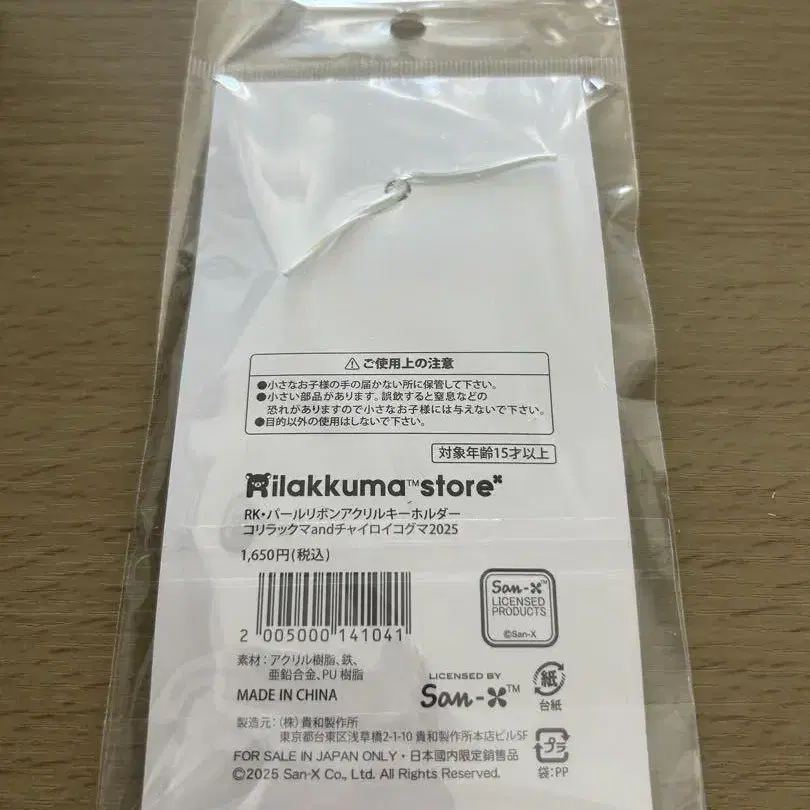 ⚠ご使用上の注意
●小さなお子様の手の届かない所に保管して下さい。
●小さい部品があります。誤飲すると窒息などの
恐れがありますので小さなお子様には与えないで下さい。
●目的以外の使用はしないで下さい。
対象年齢15才以上
Rilakkuma™store
RK・パールリボンアクリルキーホルダー
コリラックマandチャイロイコグマ2025
1,650円(税込)
2 005000 141041
San-X™
LICENSED
PRODUCTS
©San-X
素材:アクリル樹脂、鉄、
亜鉛合金、PU樹脂
MADE IN CHINA
LICENSED BY
San-X™
紙
台紙
製造元:(株)貴和製作所
東京都台東区浅草橋2-1-10 貴和製作所本店ビル5F
FOR SALE IN JAPAN ONLY・日本國内限定銷售品
©2025 San-X Co., Ltd. All Rights Reserved.
プラ
袋:PP